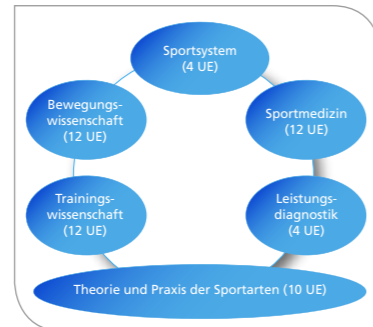 Sportsystem
(4 UE)
Bewegungs-
wissenschaft
(12 UE)
Sportmedizin
(12 UE)
Trainings-
wissenschaft
(12 UE)
Leistungs-
diagnostik
(4 UE)
Theorie und Praxis der Sportarten (10 UE)